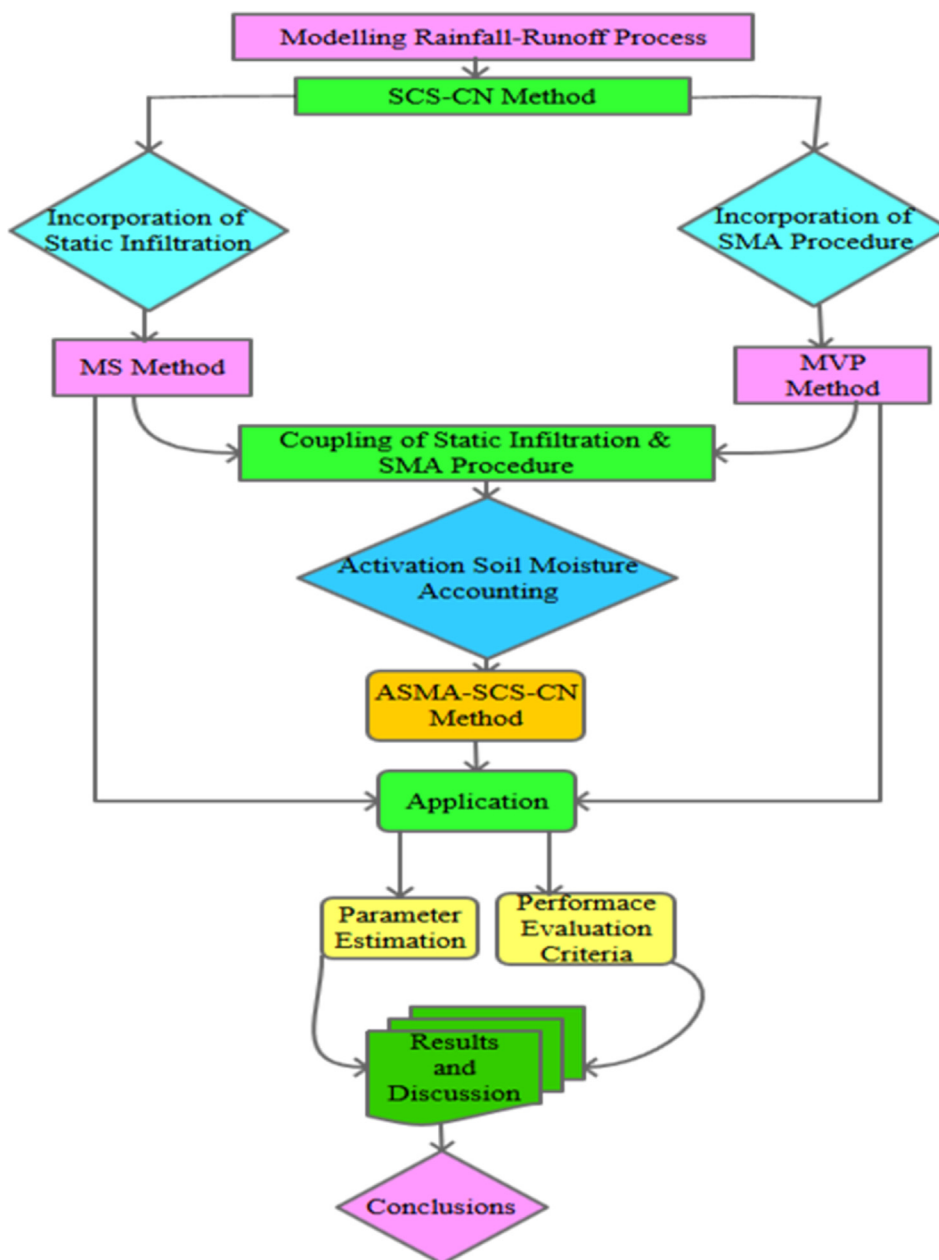 Modelling Rainfall-Runoff Process
SCS-CN Method
Incorporation of
Static Infiltration
Incorporation of
SMA Procedure
MS Method
MVP
Method
Coupling of Static Infiltration &
SMA Procedure
Activation Soil Moisture
Accounting
ASMA-SCS-CN
Method
Application
Parameter
Estimation
Performace
Evaluation
Criteria
Results
and
Discussion
Conclusions